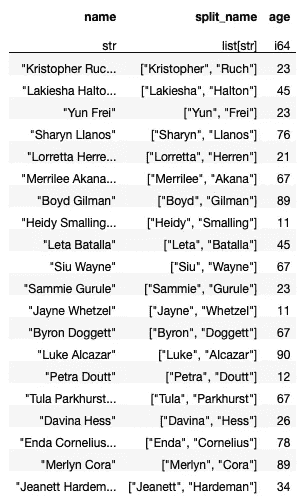 name split_name age
str list[str] i64
"Kristopher Ruc... ["Kristopher", "Ruch"] 23
"Lakiesha Halto... ["Lakiesha", "Halton"] 45
"Yun Frei" ["Yun", "Frei"] 23
"Sharyn Llanos" ["Sharyn", "Llanos"] 76
"Lorretta Herre... ["Lorretta", "Herren"] 21
"Merrilee Akana... ["Merrilee", "Akana"] 67
"Boyd Gilman" ["Boyd", "Gilman"] 89
"Heidy Smalling... ["Heidy", "Smalling"] 11
"Leta Batalla" ["Leta", "Batalla"] 45
"Siu Wayne" ["Siu", "Wayne"] 67
"Sammie Gurule" ["Sammie", "Gurule"] 23
"Jayne Whetzel" ["Jayne", "Whetzel"] 11
"Byron Doggett" ["Byron", "Doggett"] 67
"Luke Alcazar" ["Luke", "Alcazar"] 90
"Petra Doutt" ["Petra", "Doutt"] 12
"Tula Parkhurst... ["Tula", "Parkhurst"] 67
"Davina Hess" ["Davina", "Hess"] 26
"Enda Cornelius... ["Enda", "Cornelius"] 78
"Merlyn Cora" ["Merlyn", "Cora"] 89
"Jeanett Hardem... ["Jeanett", "Hardeman"] 34